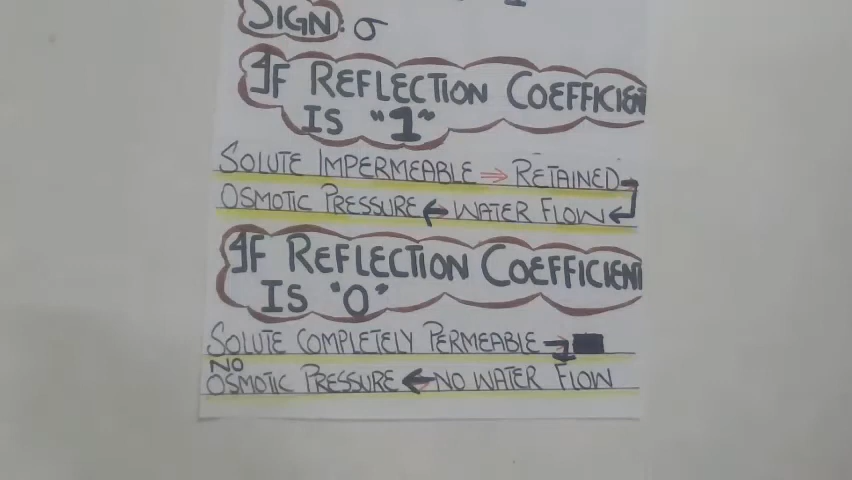 SIGN: σ
IF REFLECTION COEFFICIENT
IS "1"
SOLUTE IMPERMEABLE ⇒ RETAINED →
OSMOTIC PRESSURE ← WATER FLOW ←
IF REFLECTION COEFFICIENT
IS "0"
SOLUTE COMPLETELY PERMEABLE →
NO
OSMOTIC PRESSURE ← NO WATER FLOW